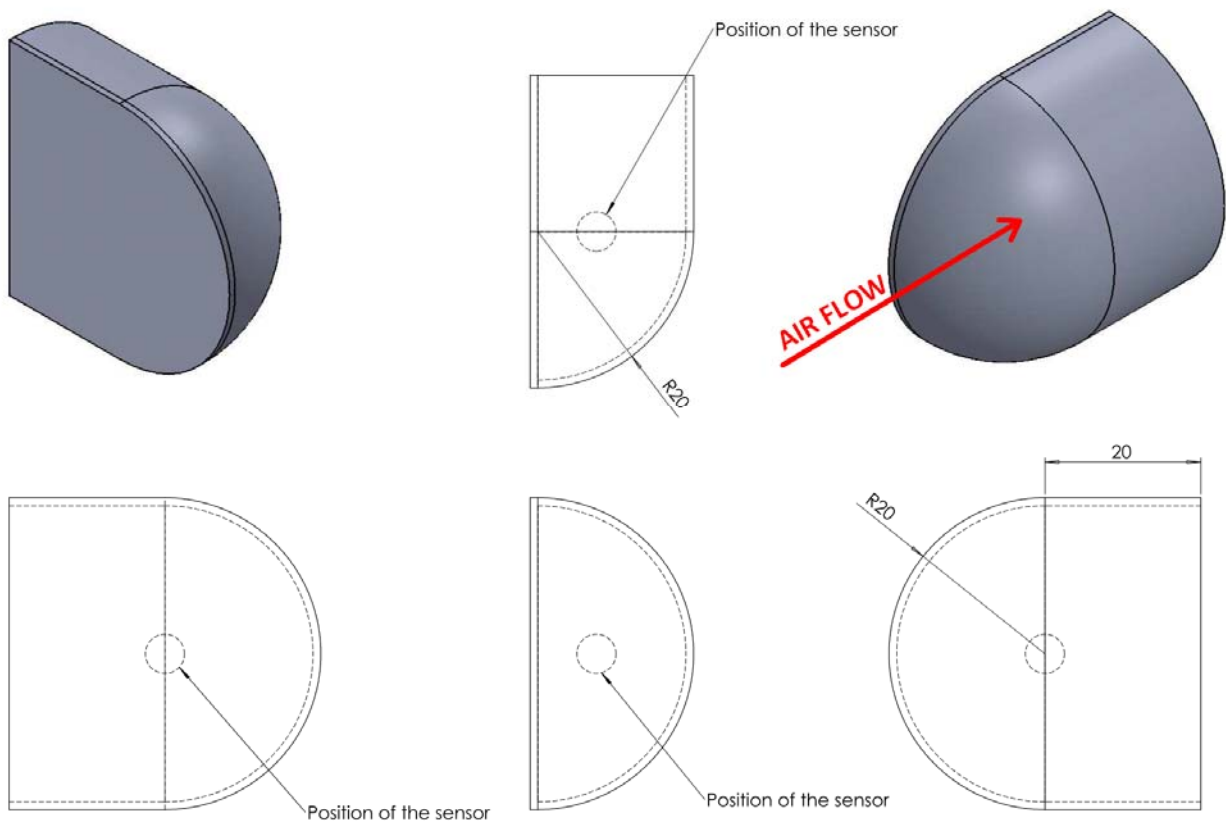 Position of the sensor
AIR FLOW
R20
20
R20
Position of the sensor
Position of the sensor